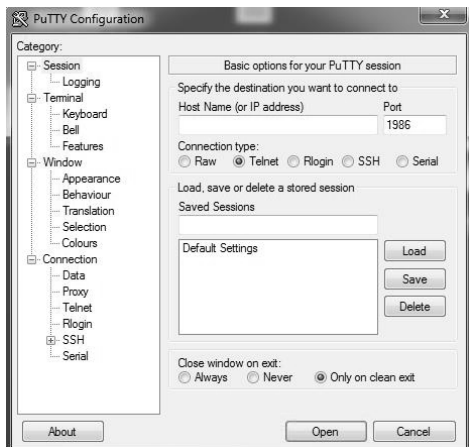 PuTTY Configuration
Category:
Session
Logging
Terminal
Keyboard
Bell
Features
Window
Appearance
Behaviour
Translation
Selection
Colours
Connection
Data
Proxy
Telnet
Rlogin
SSH
Serial
Basic options for your PuTTY session
Specify the destination you want to connect to
Host Name (or IP address) Port
1986
Connection type:
Raw Telnet Rlogin SSH Serial
Load, save or delete a stored session
Saved Sessions
Default Settings
Load
Save
Delete
Close window on exit:
Always Never Only on clean exit
About Open Cancel